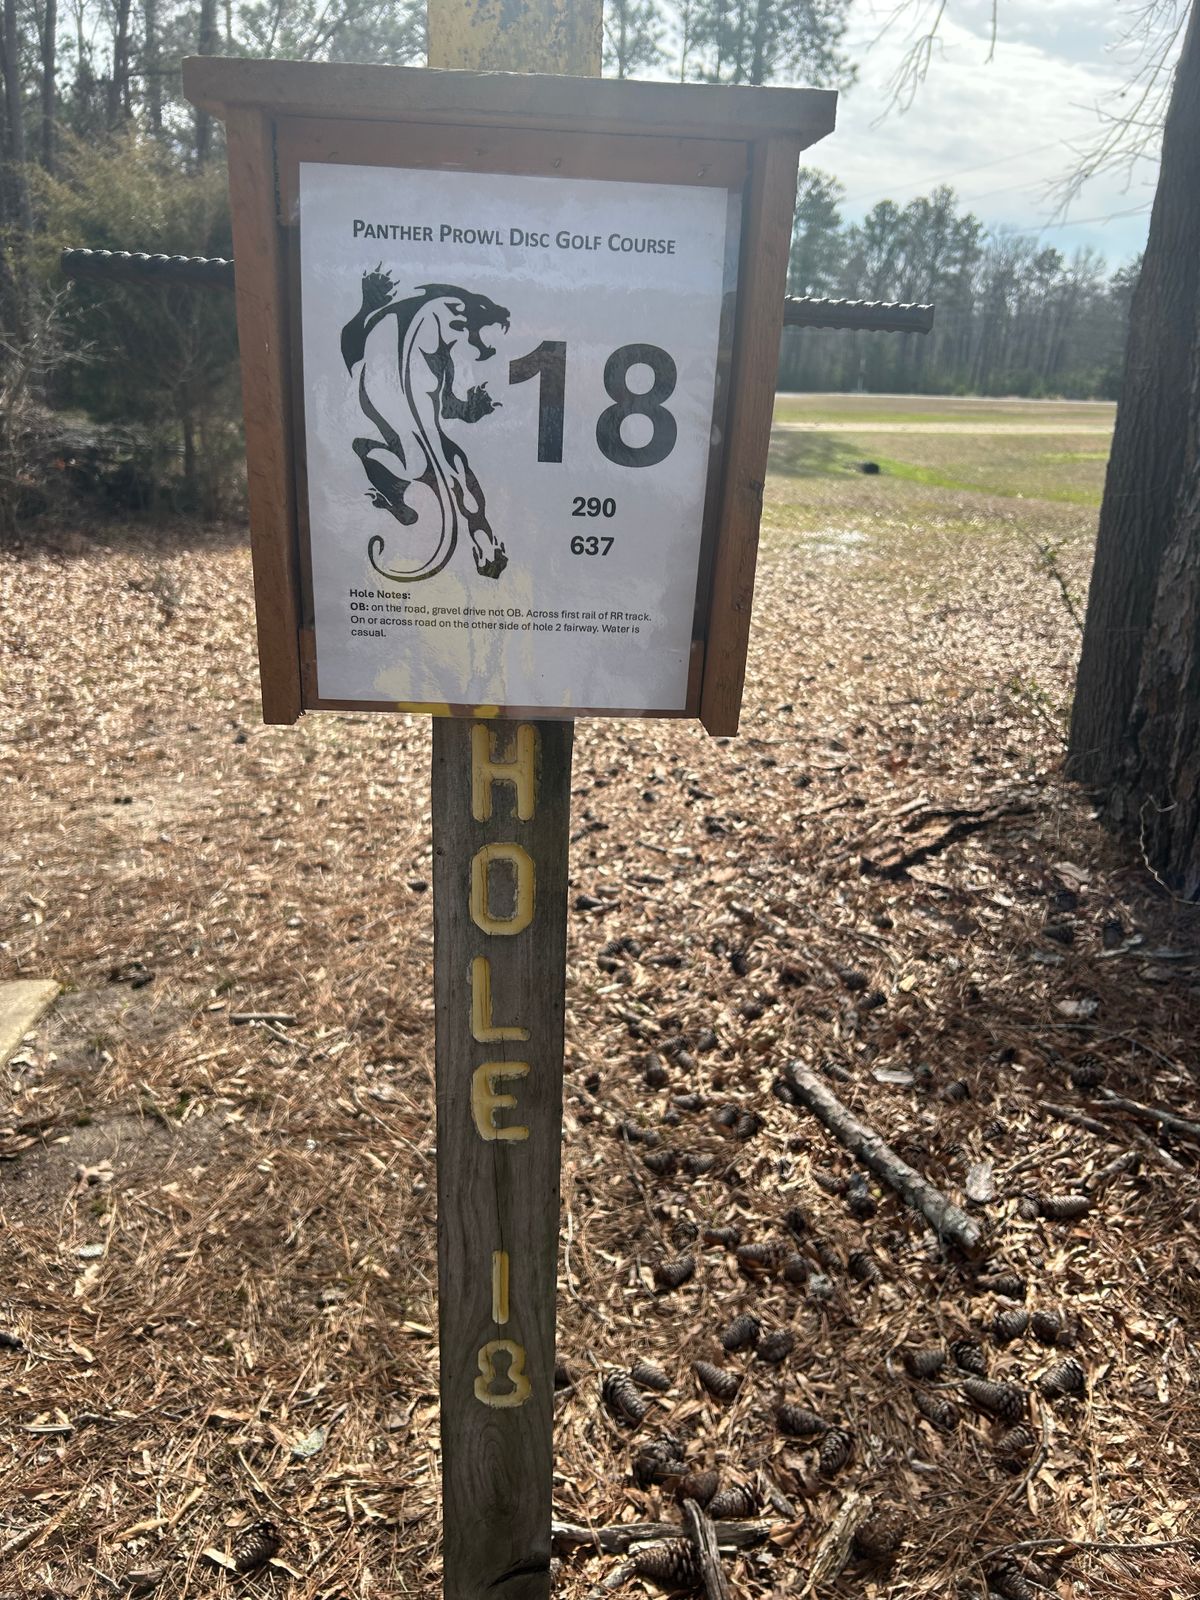 PANTHER PROWL DISC GOLF COURSE
18
290
637
Hole Notes:
OB: on the road, gravel drive not OB. Across first rail of RR track.
On or across road on the other side of hole 2 fairway. Water is
casual.
HOLE
18